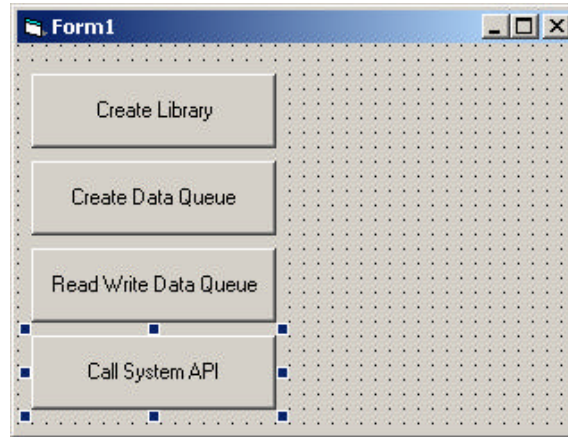 Form1
Create Library
Create Data Queue
Read Write Data Queue
Call System API